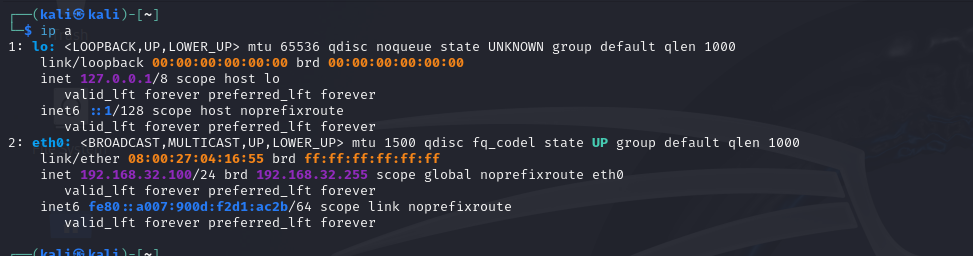 ┌──(kali㉿kali)-[~]
└─$ ip a
1: lo: <LOOPBACK,UP,LOWER_UP> mtu 65536 qdisc noqueue state UNKNOWN group default qlen 1000
    link/loopback 00:00:00:00:00:00 brd 00:00:00:00:00:00
    inet 127.0.0.1/8 scope host lo
       valid_lft forever preferred_lft forever
    inet6 ::1/128 scope host noprefixroute
       valid_lft forever preferred_lft forever
2: eth0: <BROADCAST,MULTICAST,UP,LOWER_UP> mtu 1500 qdisc fq_codel state UP group default qlen 1000
    link/ether 08:00:27:04:16:55 brd ff:ff:ff:ff:ff:ff
    inet 192.168.32.100/24 brd 192.168.32.255 scope global noprefixroute eth0
       valid_lft forever preferred_lft forever
    inet6 fe80::a007:900d:f2d1:ac2b/64 scope link noprefixroute
       valid_lft forever preferred_lft forever
┌──(kali㉿kali)-[~]